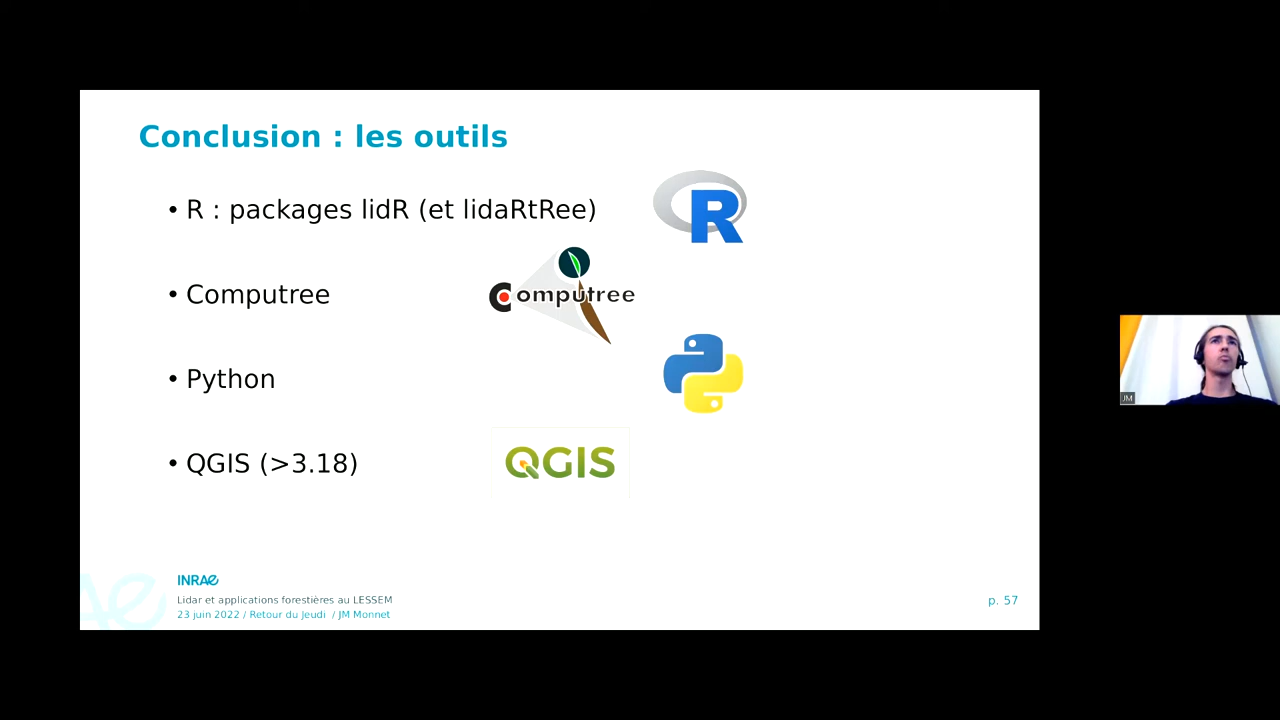 Conclusion : les outils
• R : packages lidR (et lidaRtRee)
R
• Computree
computree
• Python
• QGIS (>3.18)
QGIS
INRAE
Lidar et applications forestières au LESSEM
23 juin 2022 / Retour du Jeudi / JM Monnet
p. 57
JM